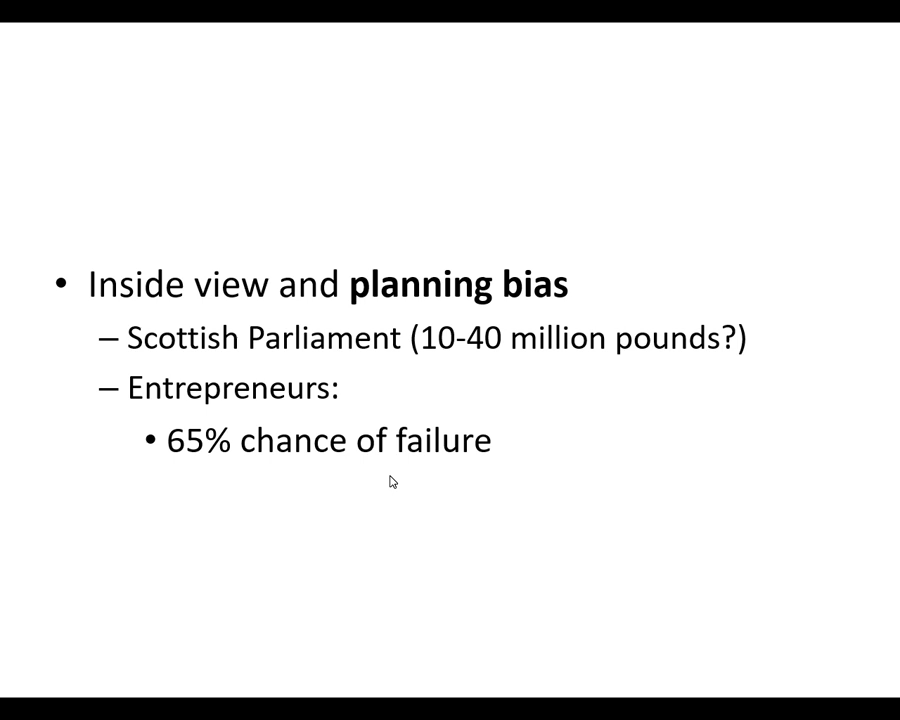 • Inside view and planning bias
– Scottish Parliament (10-40 million pounds?)
– Entrepreneurs:
• 65% chance of failure